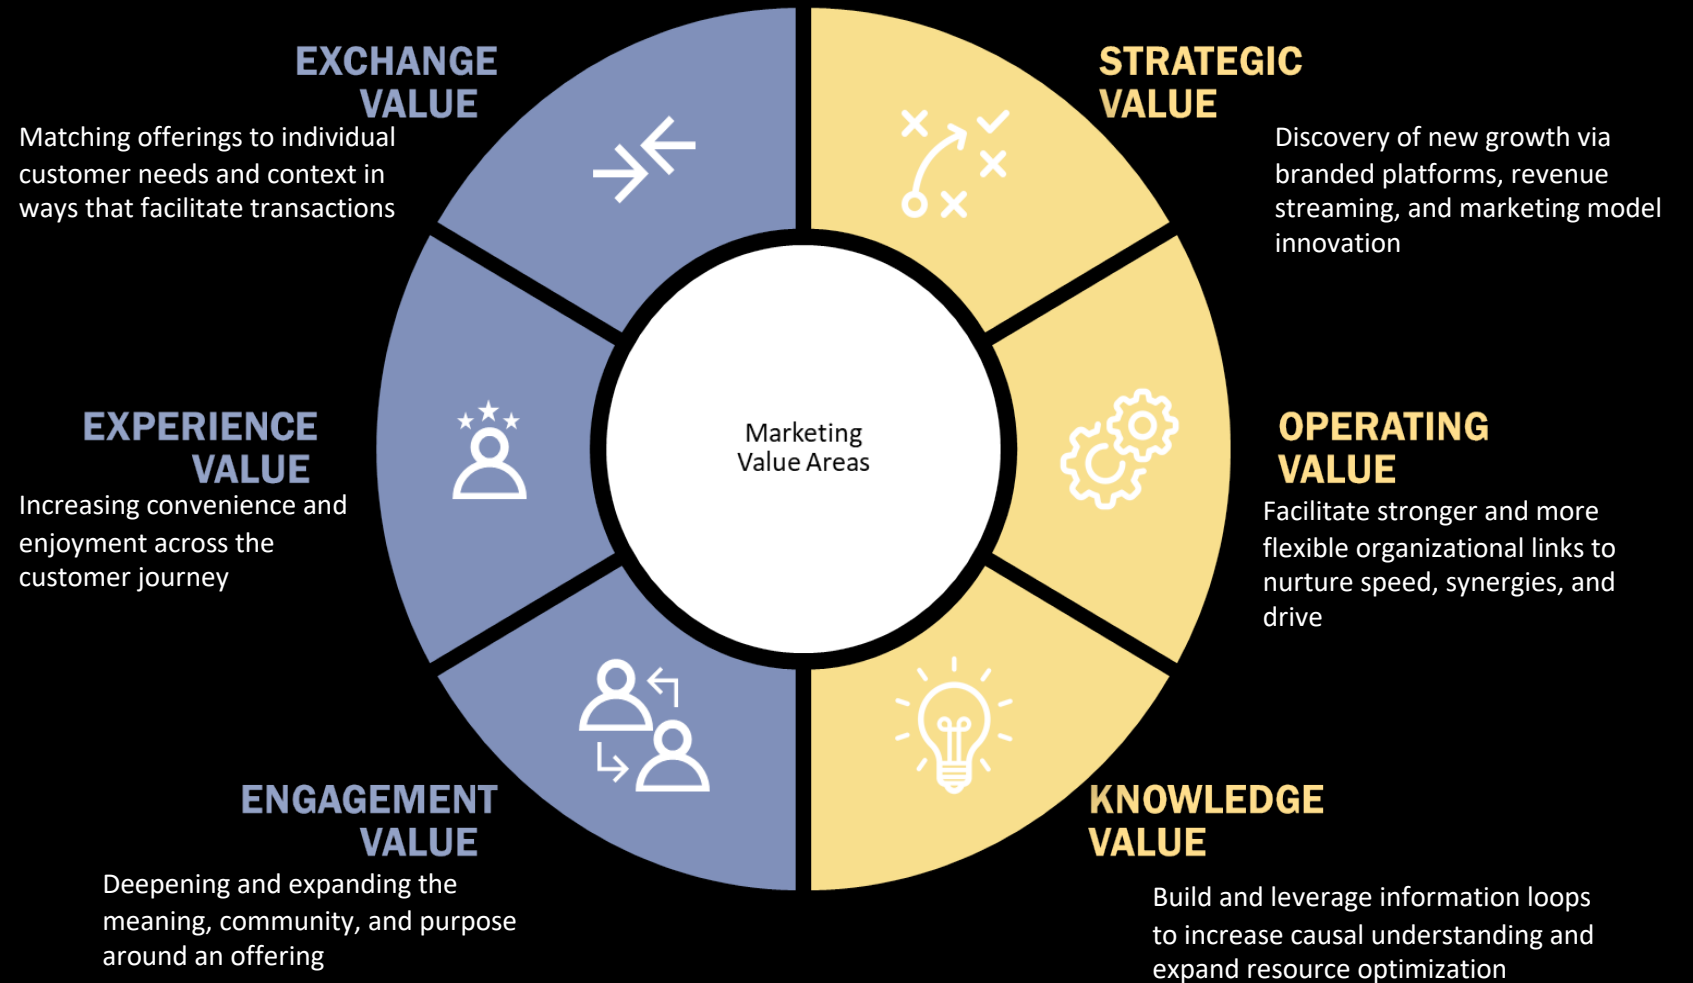 EXCHANGE
VALUE
Matching offerings to individual
customer needs and context in
ways that facilitate transactions
STRATEGIC
VALUE
Discovery of new growth via
branded platforms, revenue
streaming, and marketing model
innovation
EXPERIENCE
VALUE
Increasing convenience and
enjoyment across the
customer journey
Marketing
Value Areas
OPERATING
VALUE
Facilitate stronger and more
flexible organizational links to
nurture speed, synergies, and
drive
ENGAGEMENT
VALUE
Deepening and expanding the
meaning, community, and purpose
around an offering
KNOWLEDGE
VALUE
Build and leverage information loops
to increase causal understanding and
expand resource optimization